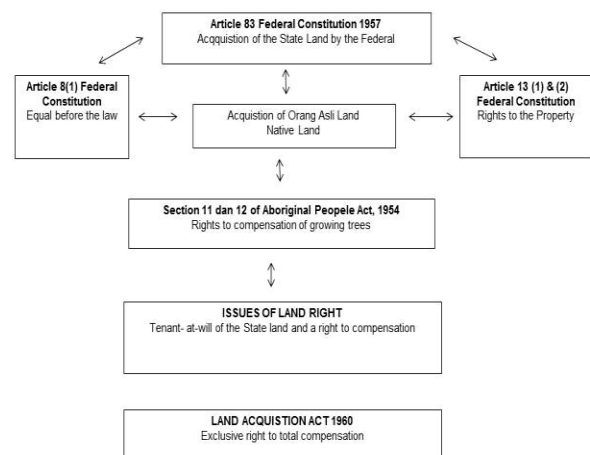 Article 83 Federal Constitution 1957
Acqquistion of the State Land by the Federal
Article 8(1) Federal
Constitution
Equal before the law
Acquistion of Orang Asli Land
Native Land
Article 13 (1) & (2)
Federal Constitution
Rights to the Property
Section 11 dan 12 of Aboriginal Peopele Act, 1954
Rights to compensation of growing trees
ISSUES OF LAND RIGHT
Tenant- at-will of the State land and a right to compensation
LAND ACQUISTION ACT 1960
Exclusive right to total compensation